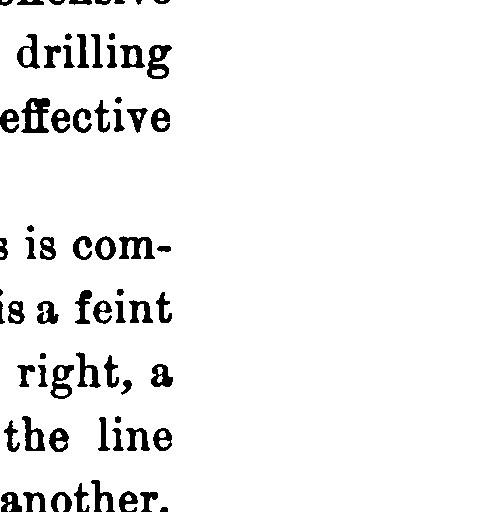 drilling
effective
is com-
is a feint
right, a
the line
another.